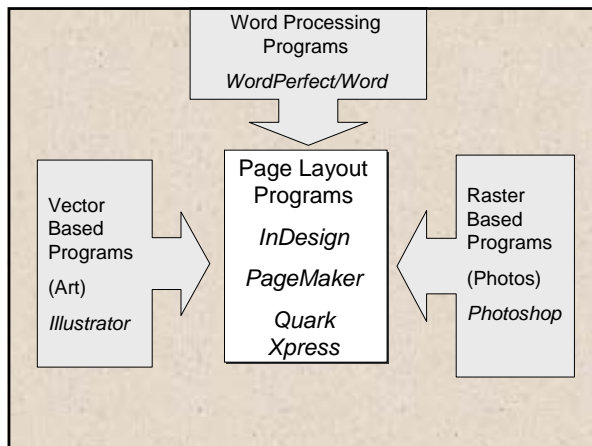 Word Processing
Programs
WordPerfect/Word
Vector
Based
Programs
(Art)
Illustrator
Page Layout
Programs
InDesign
PageMaker
Quark
Xpress
Raster
Based
Programs
(Photos)
Photoshop